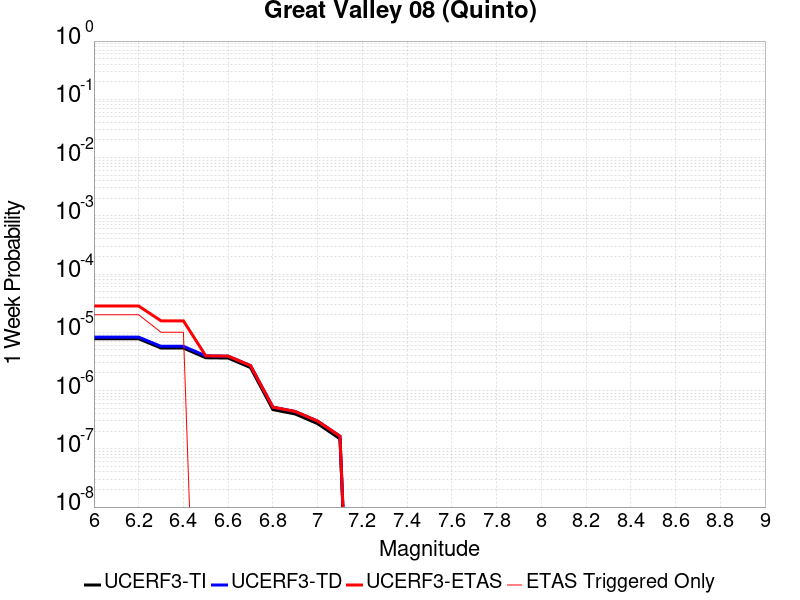 Great Valley 08 (Quinto)
10^0
10^-1
10^-2
10^-3
10^-4
10^-5
10^-6
10^-7
10^-8
1 Week Probability
6 6.2 6.4 6.6 6.8 7 7.2 7.4 7.6 7.8 8 8.2 8.4 8.6 8.8 9
Magnitude
UCERF3-TI UCERF3-TD UCERF3-ETAS ETAS Triggered Only